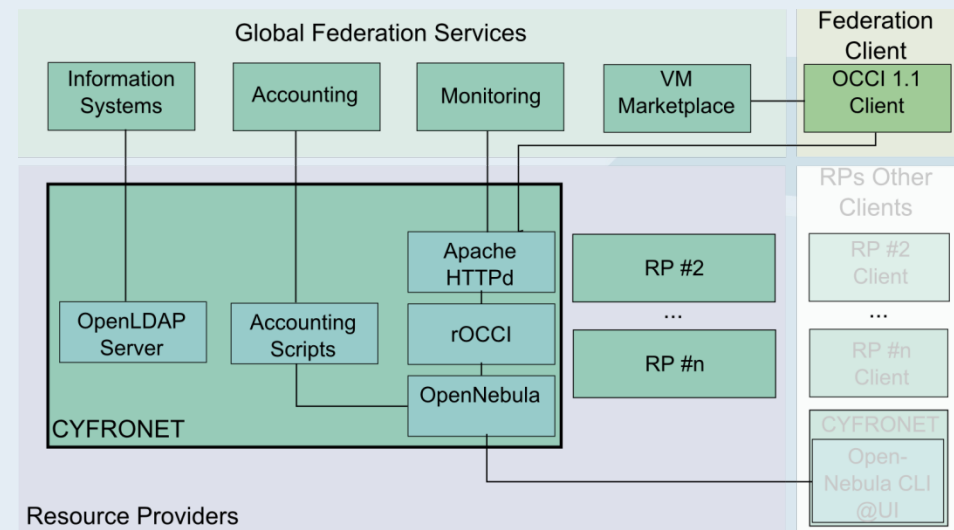 Global Federation Services
Federation
Client
Information
Systems
Accounting
Monitoring
VM
Marketplace
OCCI 1.1
Client
RPs Other
Clients
Apache
HTTPd
RP #2
RP #2
Client
...
...
OpenLDAP
Server
Accounting
Scripts
rOCCI
RP #n
RP #n
Client
OpenNebula
CYFRONET
CYFRONET
Open-
Nebula CLI
@UI
Resource Providers